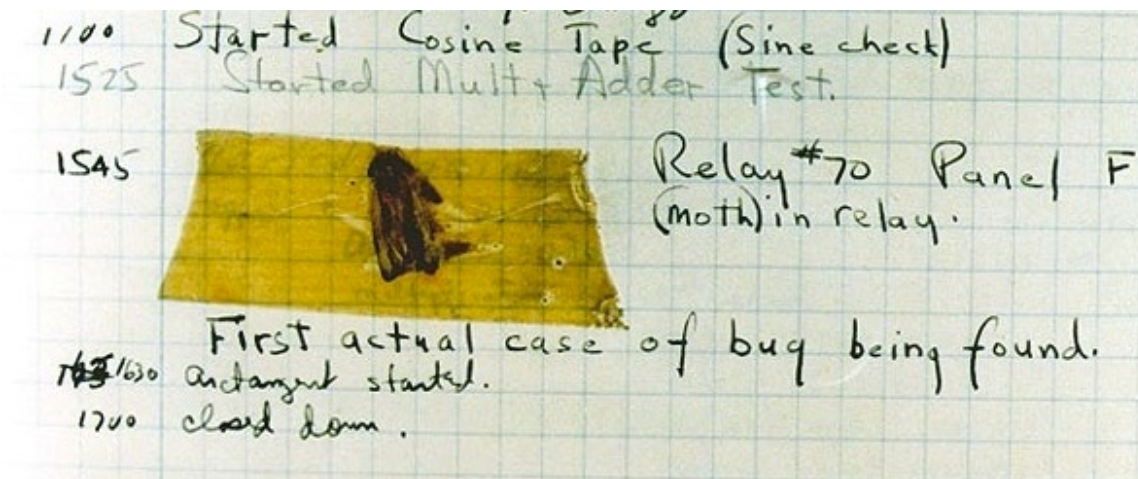 1100 Started Cosine Tape (Sine check)
1525 Started Mult + Adder Test.
1545 Relay #70 Panel F
(moth) in relay.
First actual case of bug being found.
1630 arctangent started.
1700 closed down.